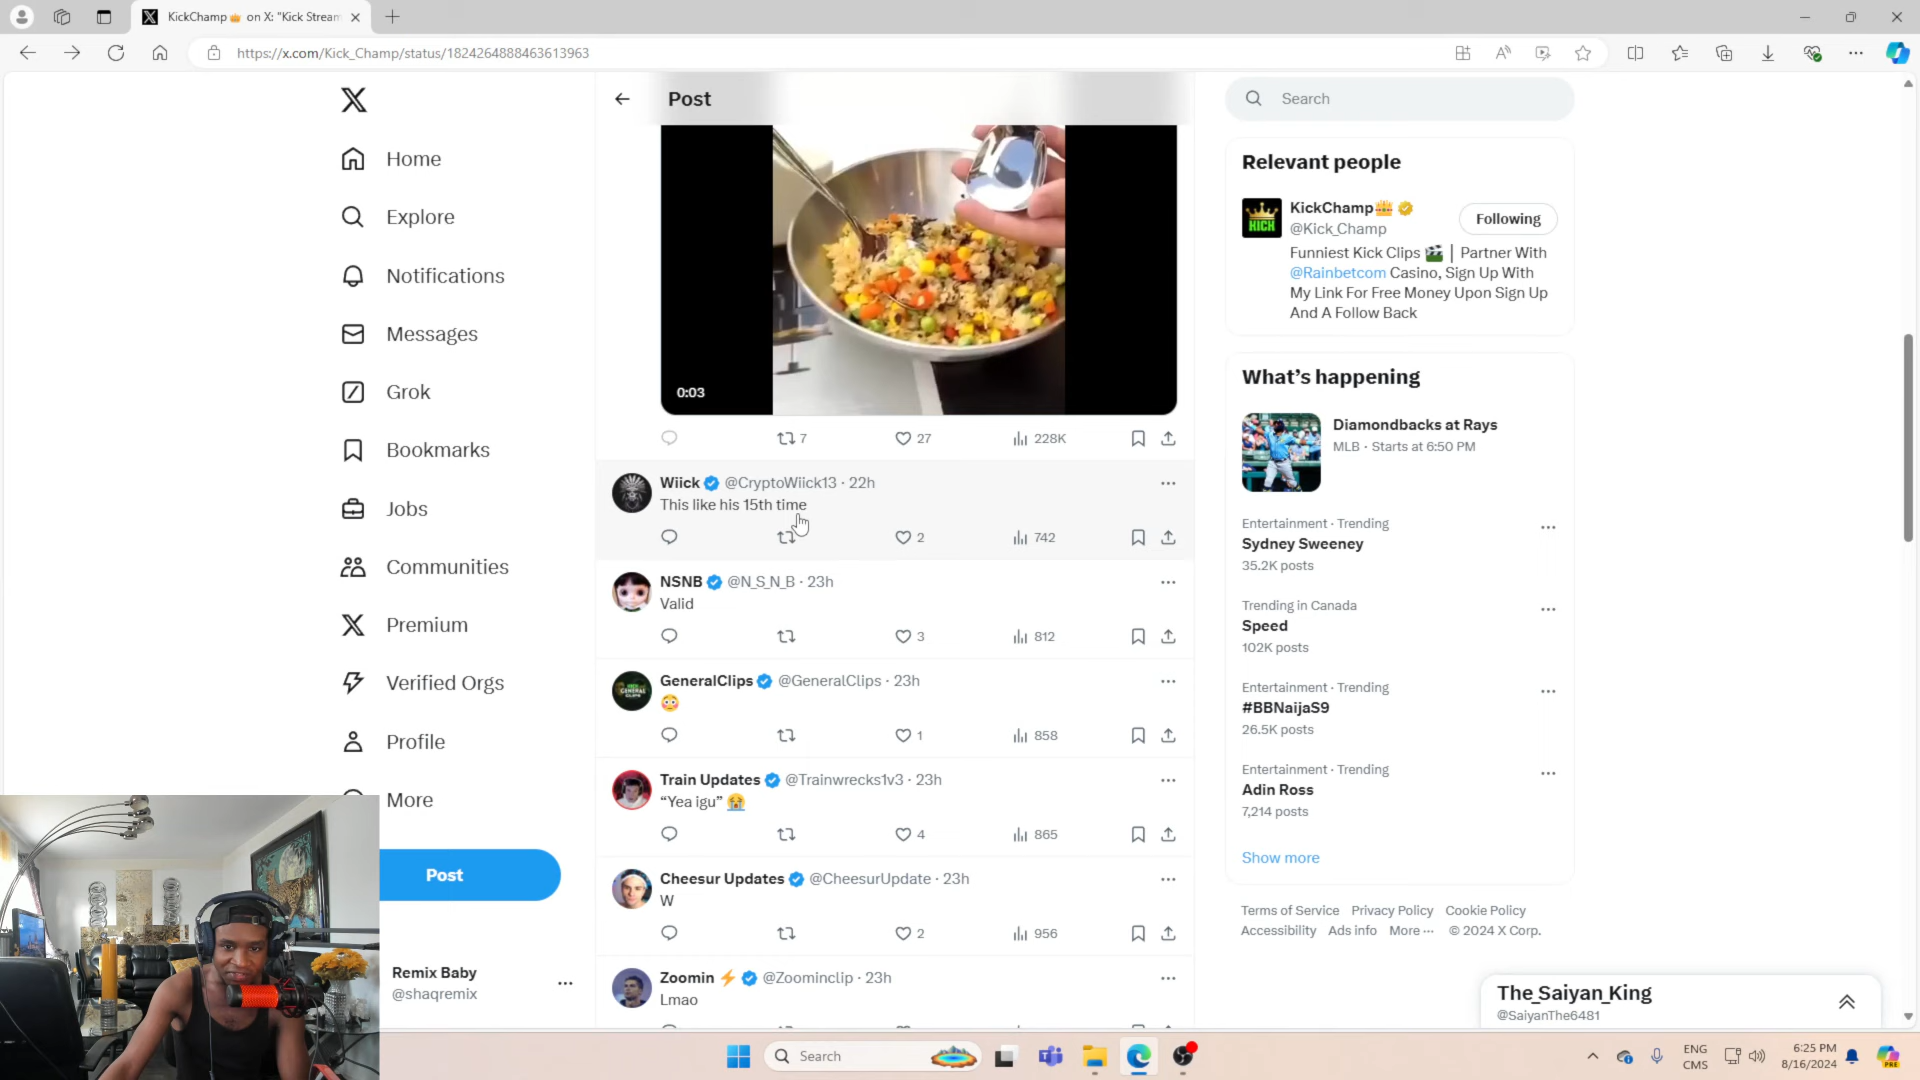 KickChamp 👑 on X: "Kick Stream
https://x.com/Kick_Champ/status/1824264888463613963
Home
Explore
Notifications
Messages
Grok
Bookmarks
Jobs
Communities
Premium
Verified Orgs
Profile
More
Post
Remix Baby
@shaqremix
Post
0:03
7
27
228K
Wiick @CryptoWiick13 · 22h
This like his 15th time
2
742
NSNB @N_S_N_B · 23h
Valid
3
812
GeneralClips @GeneralClips · 23h
😳
1
858
Train Updates @Trainwrecks1v3 · 23h
“Yea igu” 😭
4
865
Cheesur Updates @CheesurUpdate · 23h
W
2
956
Zoomin ⚡ @Zoominclip · 23h
Lmao
Search
Relevant people
KickChamp👑
@Kick_Champ
Following
Funniest Kick Clips 🎬 | Partner With
@Rainbetcom Casino, Sign Up With
My Link For Free Money Upon Sign Up
And A Follow Back
What’s happening
Diamondbacks at Rays
MLB · Starts at 6:50 PM
Entertainment · Trending
Sydney Sweeney
35.2K posts
Trending in Canada
Speed
102K posts
Entertainment · Trending
#BBNaijaS9
26.5K posts
Entertainment · Trending
Adin Ross
7,214 posts
Show more
Terms of Service Privacy Policy Cookie Policy
Accessibility Ads info More ··· © 2024 X Corp.
The_Saiyan_King
@SaiyanThe6481
Search
ENG
CMS
6:25 PM
8/16/2024